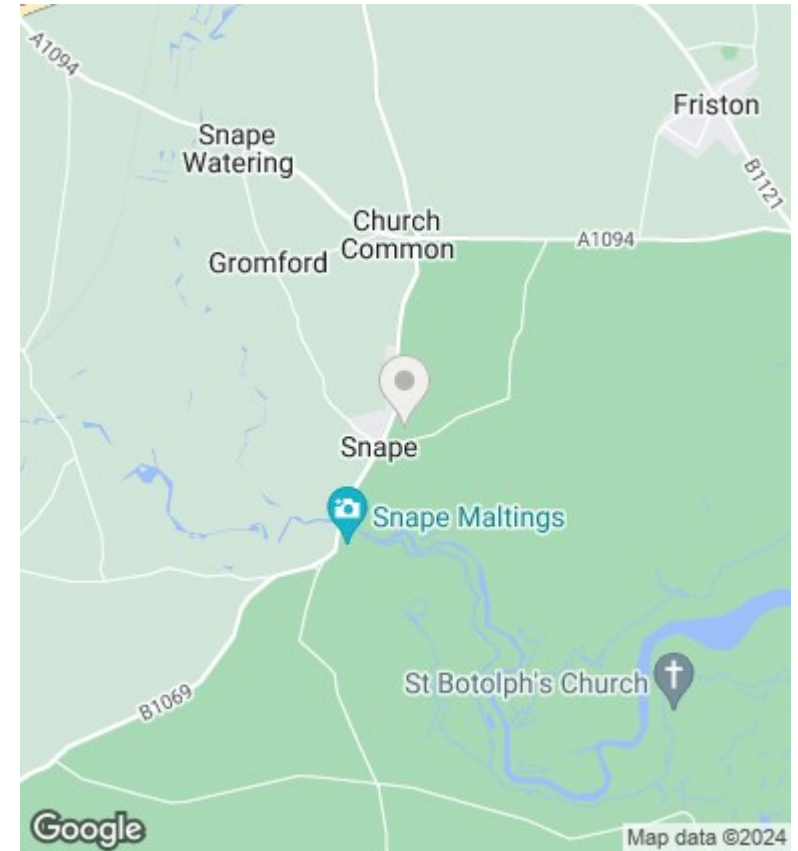 A1094
Friston
Snape
Watering
B1121
Church
Common
A1094
Gromford
Snape
Snape Maltings
St Botolph's Church
B1069
Google
Map data ©2024